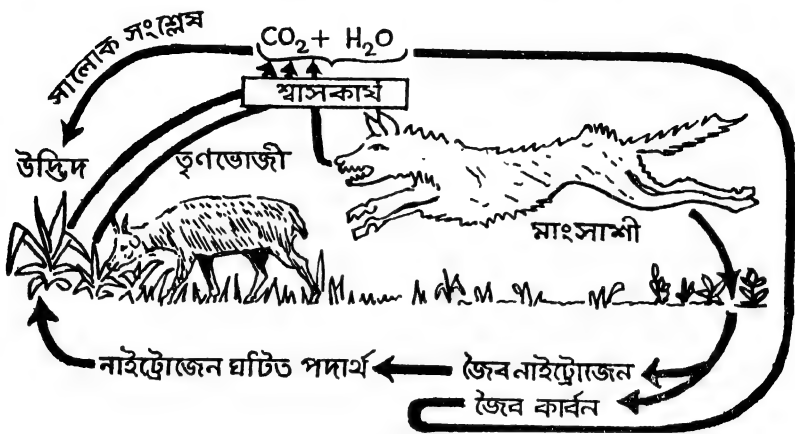 সালোক সংশ্লেষ
CO₂ + H₂O
শ্বাসকার্য
উদ্ভিদ
তৃণভোজী
মাংসাশী
নাইট্রোজেন ঘটিত পদার্থ
জৈব নাইট্রোজেন
জৈব কার্বন